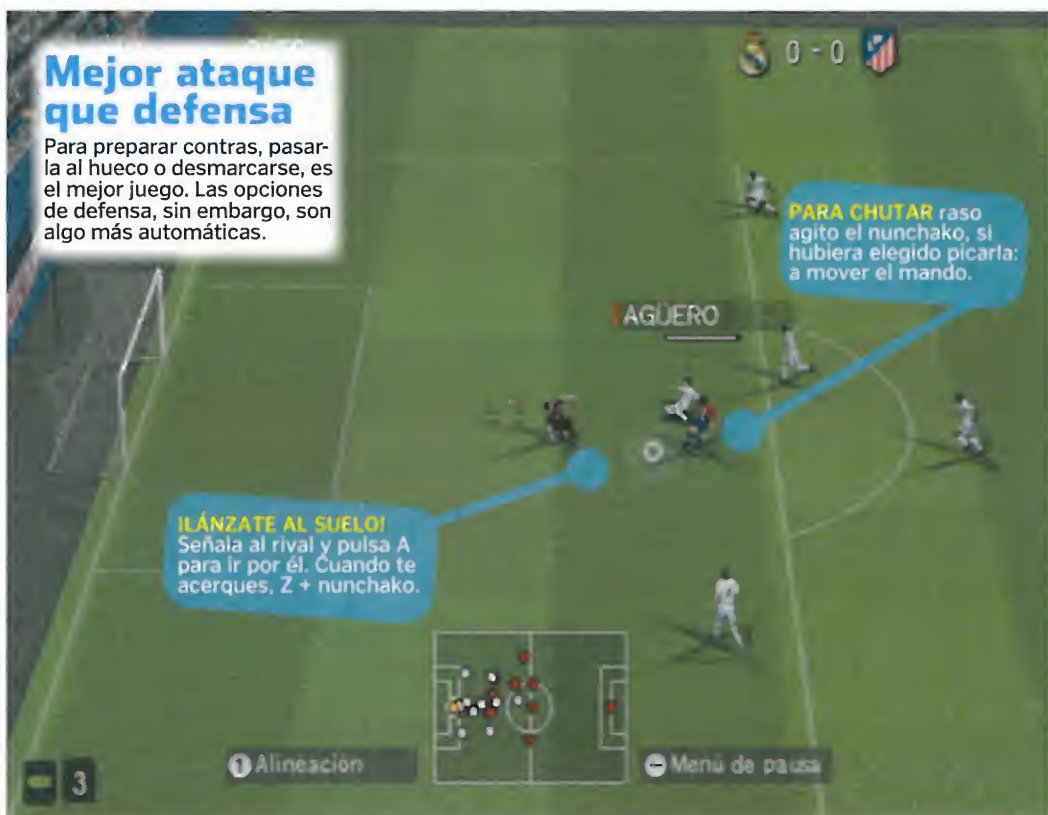 Mejor ataque
que defensa
Para preparar contras, pasar-
la al hueco o desmarcarse, es
el mejor juego. Las opciones
de defensa, sin embargo, son
algo más automáticas.
0 - 0
PARA CHUTAR raso
agito el nunchako, si
hubiera elegido picarla:
a mover el mando.
AGÜERO
¡LÁNZATE AL SUELO!
Señala al rival y pulsa A
para ir por él. Cuando te
acerques, Z + nunchako.
1 Alineación
- Menú de pausa
3